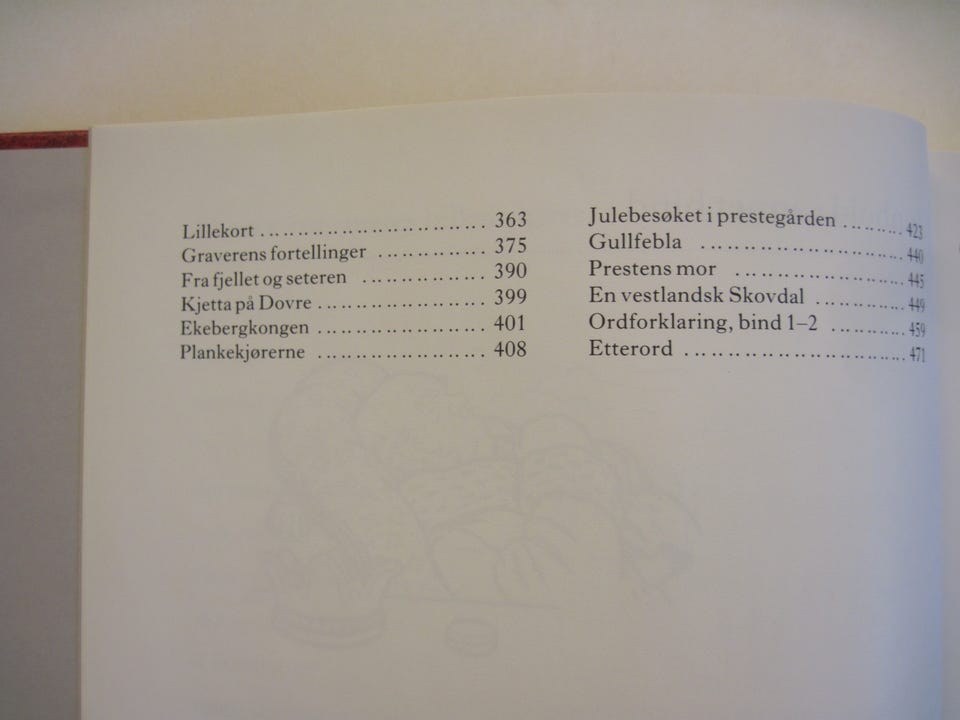 Lillekort . . . . . . . . . . . . . . . . . . . . . . . . . 363
Graverens fortellinger . . . . . . . . . . . . . . 375
Fra fjellet og seteren . . . . . . . . . . . . . . . . 390
Kjetta på Dovre . . . . . . . . . . . . . . . . . . . . 399
Ekebergkongen . . . . . . . . . . . . . . . . . . . . 401
Plankekjørerne . . . . . . . . . . . . . . . . . . . . 408
Julebesøket i prestegården . . . . . . . . . 423
Gullfebla . . . . . . . . . . . . . . . . . . . . . . . . 440
Prestens mor . . . . . . . . . . . . . . . . . . . . 445
En vestlandsk Skovdal . . . . . . . . . . . . . 449
Ordforklaring, bind 1–2 . . . . . . . . . . . 459
Etterord . . . . . . . . . . . . . . . . . . . . . . . . . . 471